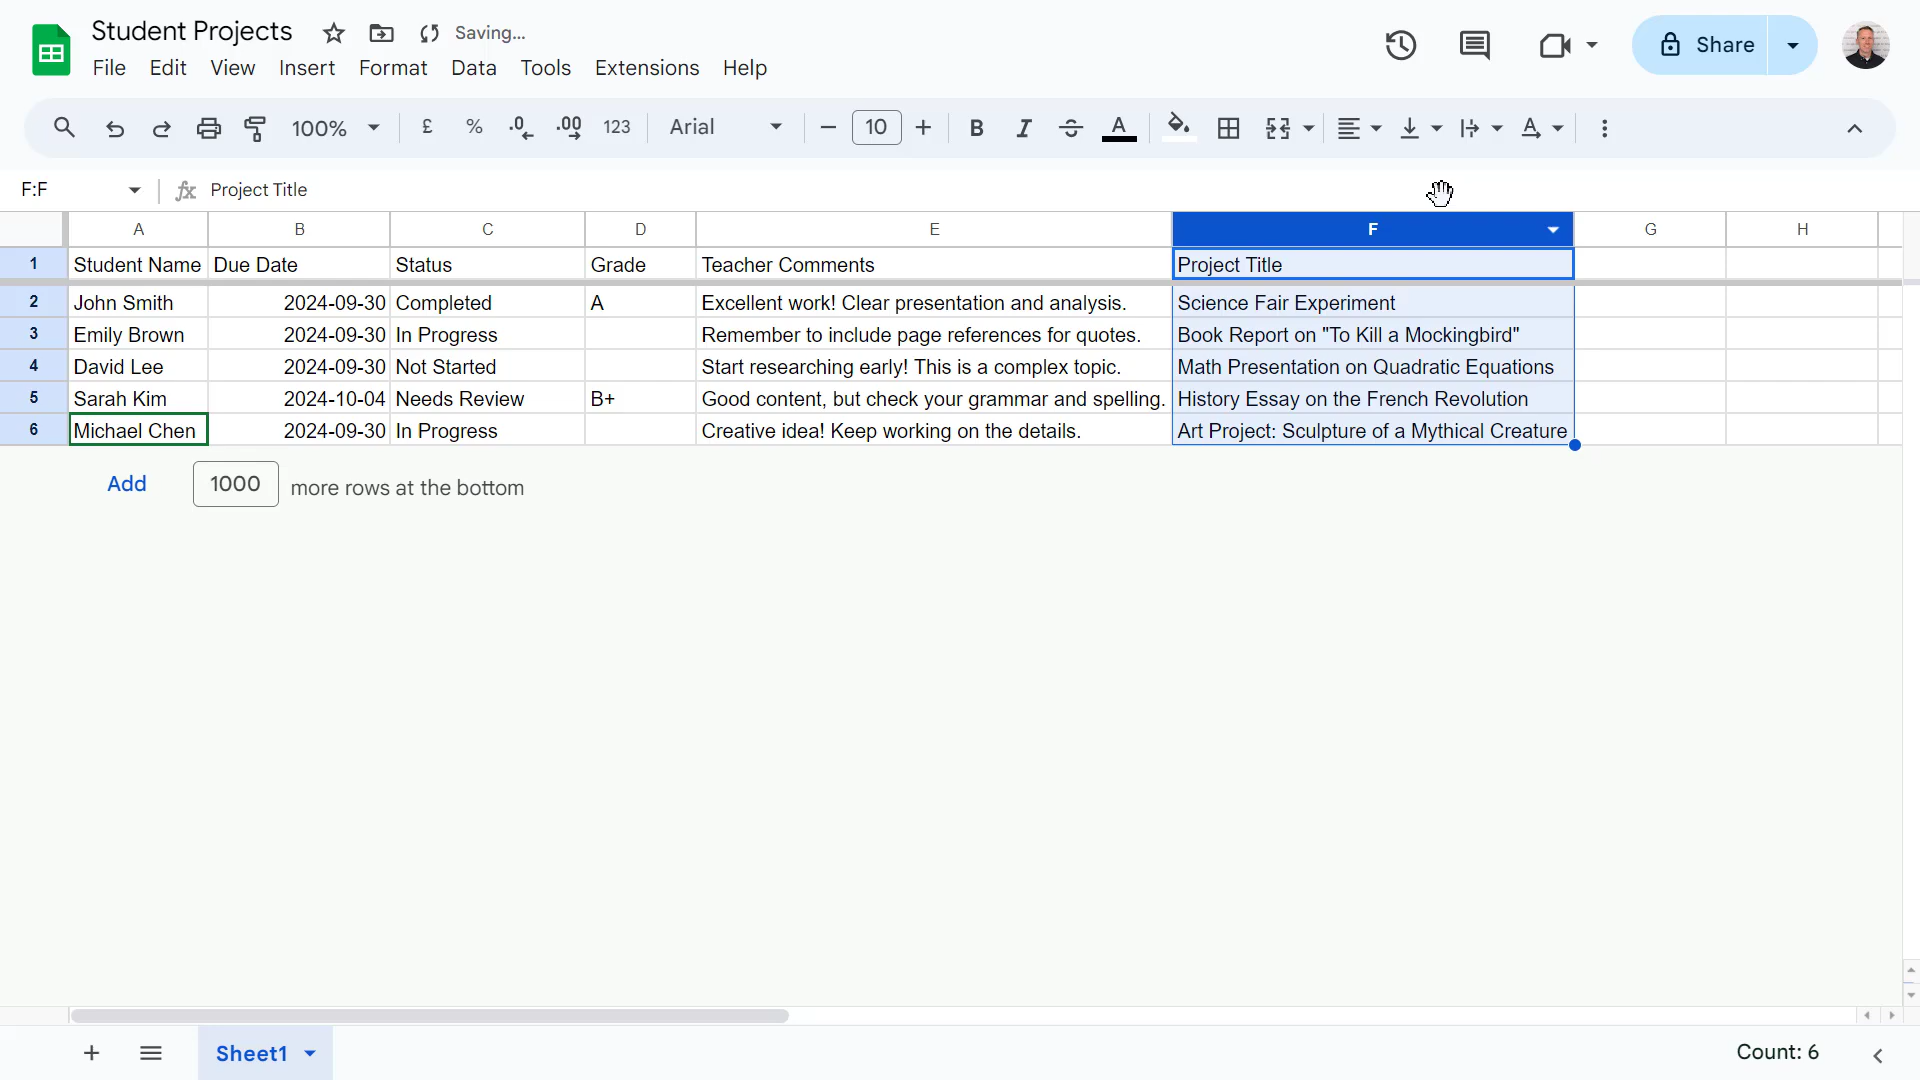 Student Projects Saving...
File Edit View Insert Format Data Tools Extensions Help
Share
100% £ % .0 .00 123 Arial 10 B I A A
F:F fx Project Title
A B C D E F G H
1 Student Name Due Date Status Grade Teacher Comments Project Title
2 John Smith 2024-09-30 Completed A Excellent work! Clear presentation and analysis. Science Fair Experiment
3 Emily Brown 2024-09-30 In Progress Remember to include page references for quotes. Book Report on "To Kill a Mockingbird"
4 David Lee 2024-09-30 Not Started Start researching early! This is a complex topic. Math Presentation on Quadratic Equations
5 Sarah Kim 2024-10-04 Needs Review B+ Good content, but check your grammar and spelling. History Essay on the French Revolution
6 Michael Chen 2024-09-30 In Progress Creative idea! Keep working on the details. Art Project: Sculpture of a Mythical Creature
Add 1000 more rows at the bottom
Sheet1 Count: 6